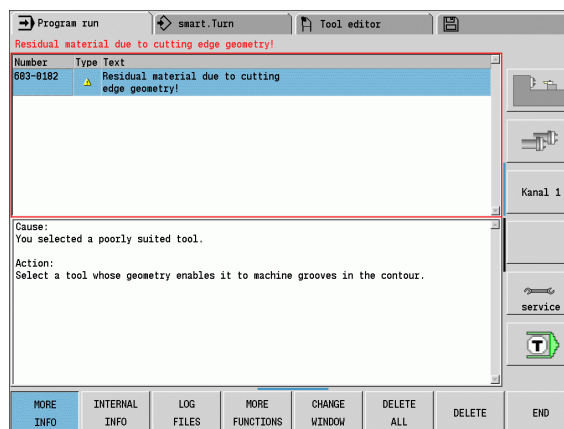 Program run
smart.Turn
Tool editor
Residual material due to cutting edge geometry!
Number Type Text
603-0182 Residual material due to cutting
edge geometry!
Kanal 1
Cause:
You selected a poorly suited tool.
Action:
Select a tool whose geometry enables it to machine grooves in the contour.
service
T
MORE
INFO
INTERNAL
INFO
LOG
FILES
MORE
FUNCTIONS
CHANGE
WINDOW
DELETE
ALL
DELETE
END